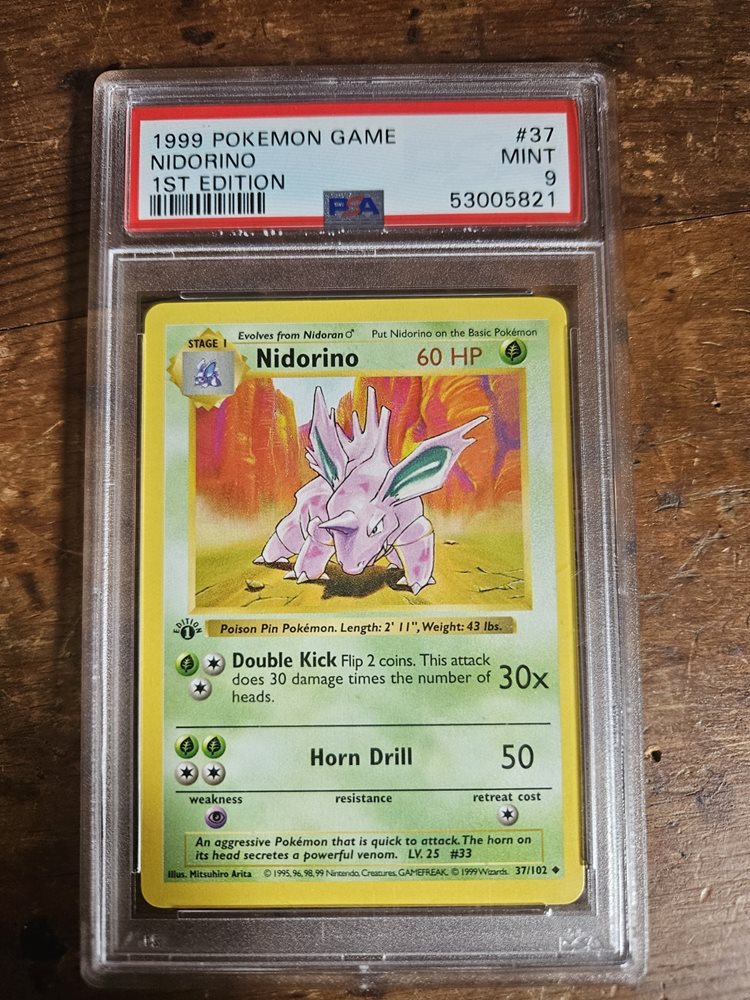 1999 POKEMON GAME #37
NIDORINO MINT
1ST EDITION 9
PSA 53005821
Evolves from Nidoran♂ Put Nidorino on the Basic Pokémon
STAGE 1
Nidorino 60 HP
EDITION
1
Poison Pin Pokémon. Length: 2' 11", Weight: 43 lbs.
Double Kick Flip 2 coins. This attack
does 30 damage times the number of 30x
heads.
Horn Drill 50
weakness resistance retreat cost
An aggressive Pokémon that is quick to attack. The horn on
its head secretes a powerful venom. LV. 25 #33
Illus. Mitsuhiro Arita © 1995, 96, 98, 99 Nintendo, Creatures, GAMEFREAK. © 1999 Wizards. 37/102 ◆